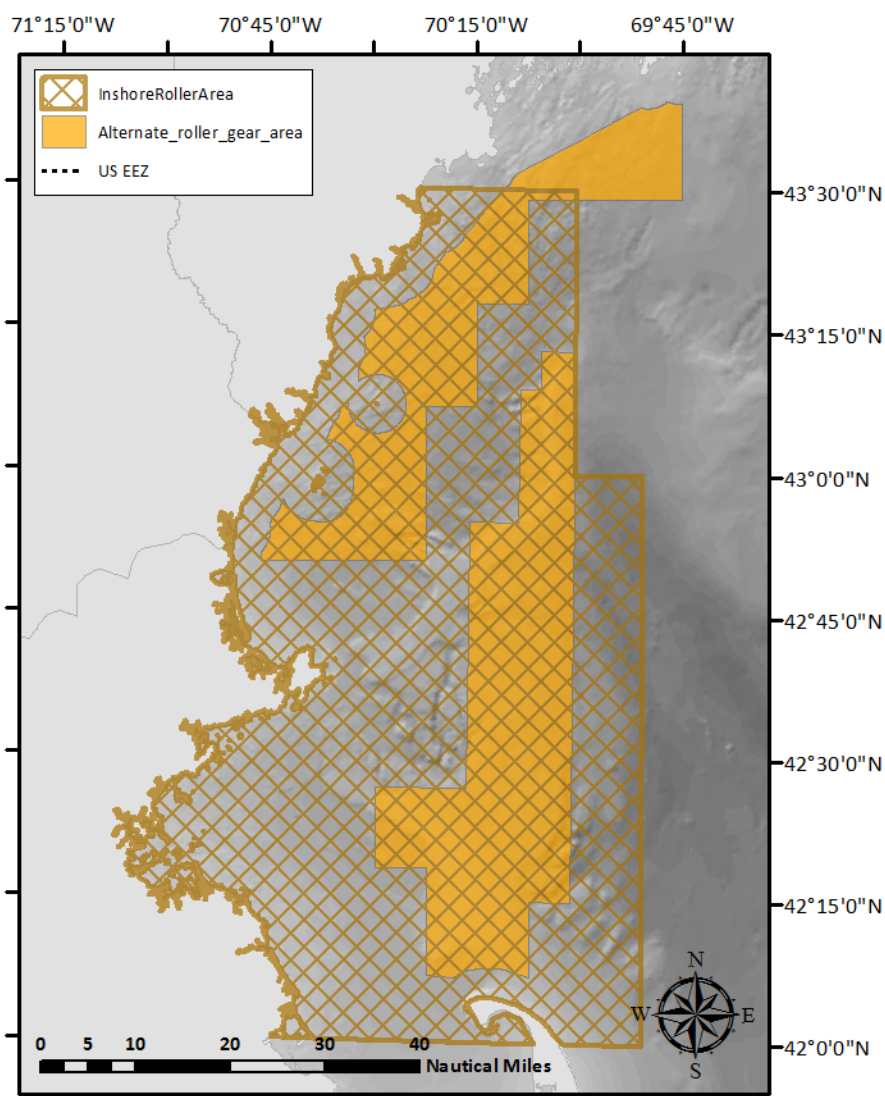 71°15'0"W 70°45'0"W 70°15'0"W 69°45'0"W
InshoreRollerArea
Alternate_roller_gear_area
US EEZ
43°30'0"N
43°15'0"N
43°0'0"N
42°45'0"N
42°30'0"N
42°15'0"N
N
W E
S
42°0'0"N
0 5 10 20 30 40
Nautical Miles